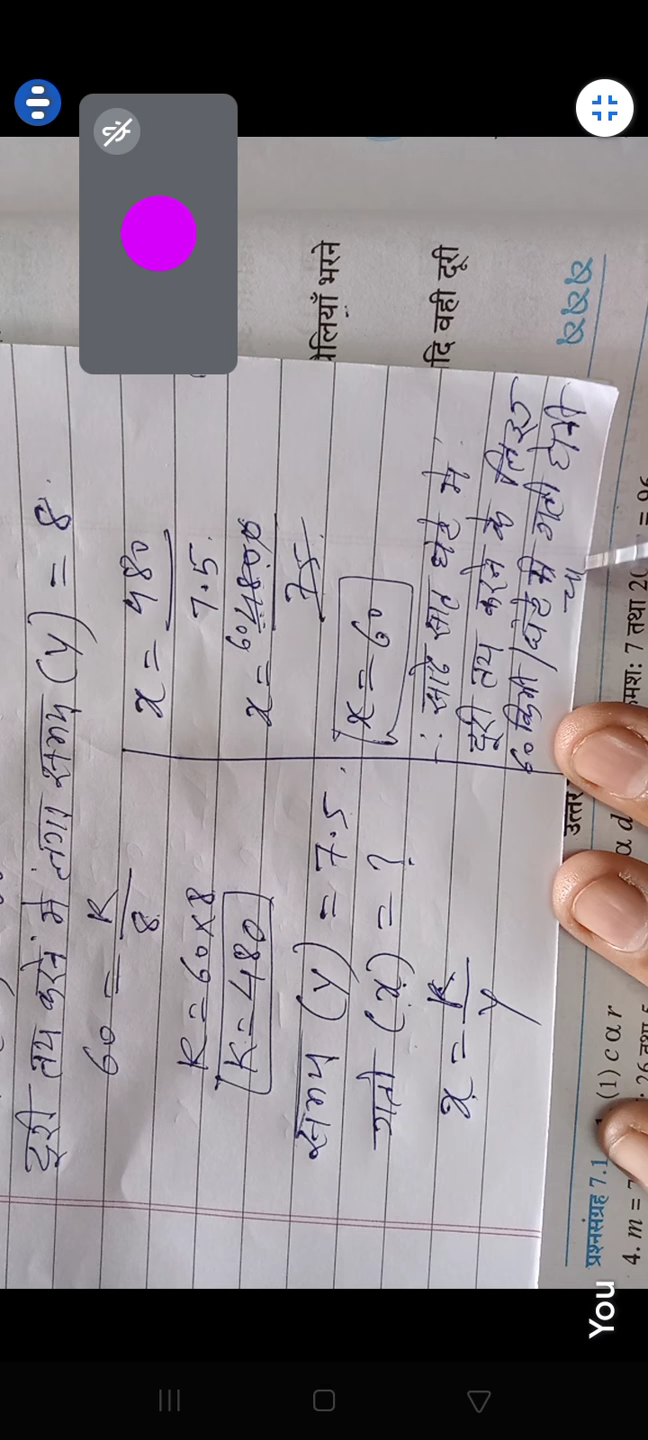 दूरी तय करने में लगा समय (y) = 8.
60 = K/8
K = 60 × 8
K = 480
समय (y) = 7.5.
गती (x) = ?
x = K/y
x = 480/7.5
x = 4800/75
60
x = 60
∴ साढे सात घंटे में
दूरी तय करने के लिए
60 किमी/घंटे की गती
थैलियाँ भरने
यदि वही दूरी
उत्तर
प्रश्नसंग्रह 7.1
(1) c a r
a d
4. m =
क्रमश: 7 तथा
You